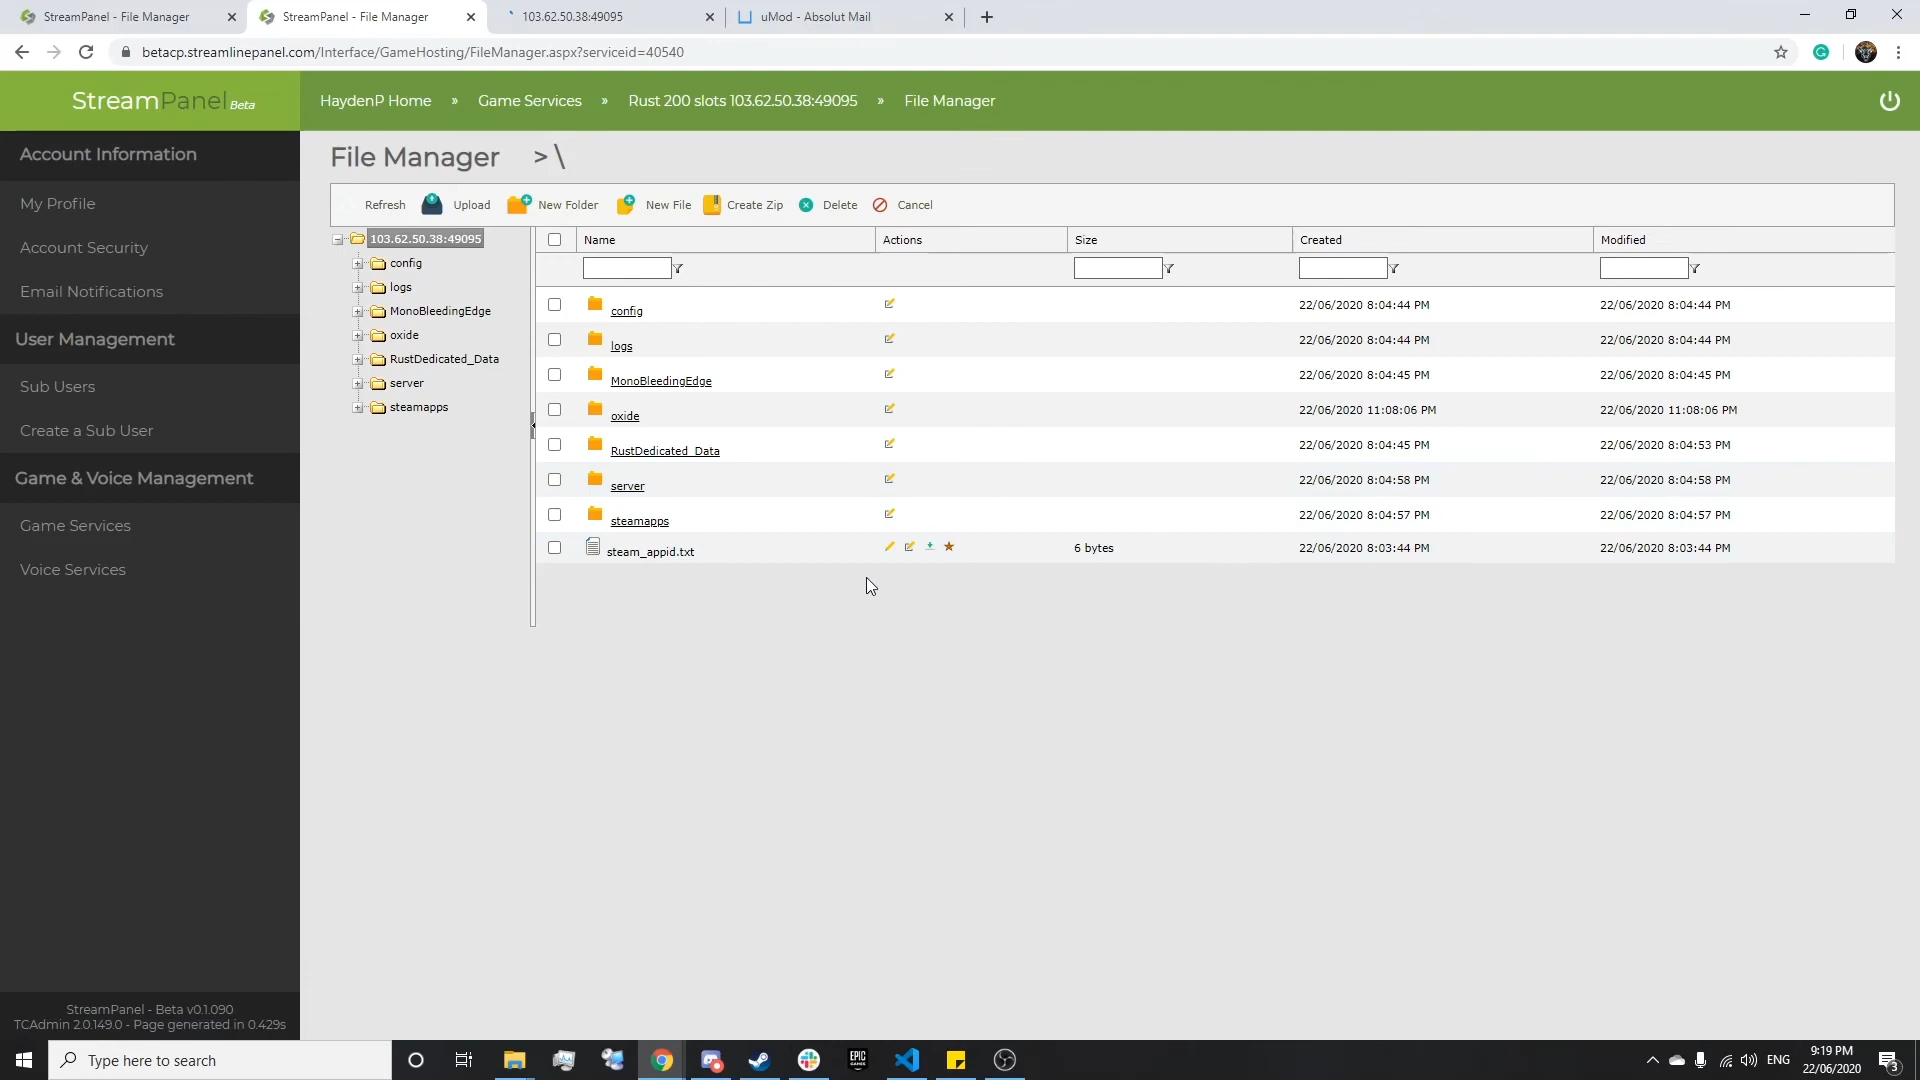 StreamPanel - File Manager
StreamPanel - File Manager
103.62.50.38:49095
uMod - Absolut Mail
betacp.streamlinepanel.com/Interface/GameHosting/FileManager.aspx?serviceid=40540
StreamPanel Beta
HaydenP Home » Game Services » Rust 200 slots 103.62.50.38:49095 » File Manager
Account Information
My Profile
Account Security
Email Notifications
User Management
Sub Users
Create a Sub User
Game & Voice Management
Game Services
Voice Services
StreamPanel - Beta v0.1.090
TCAdmin 2.0.149.0 - Page generated in 0.429s
File Manager > \
Refresh Upload New Folder New File Create Zip Delete Cancel
103.62.50.38:49095
config
logs
MonoBleedingEdge
oxide
RustDedicated_Data
server
steamapps
Name Actions Size Created Modified
config 22/06/2020 8:04:44 PM 22/06/2020 8:04:44 PM
logs 22/06/2020 8:04:44 PM 22/06/2020 8:04:44 PM
MonoBleedingEdge 22/06/2020 8:04:45 PM 22/06/2020 8:04:45 PM
oxide 22/06/2020 11:08:06 PM 22/06/2020 11:08:06 PM
RustDedicated_Data 22/06/2020 8:04:45 PM 22/06/2020 8:04:53 PM
server 22/06/2020 8:04:58 PM 22/06/2020 8:04:58 PM
steamapps 22/06/2020 8:04:57 PM 22/06/2020 8:04:57 PM
steam_appid.txt 6 bytes 22/06/2020 8:03:44 PM 22/06/2020 8:03:44 PM
Type here to search
EPIC GAMES
ENG
9:19 PM
22/06/2020
3